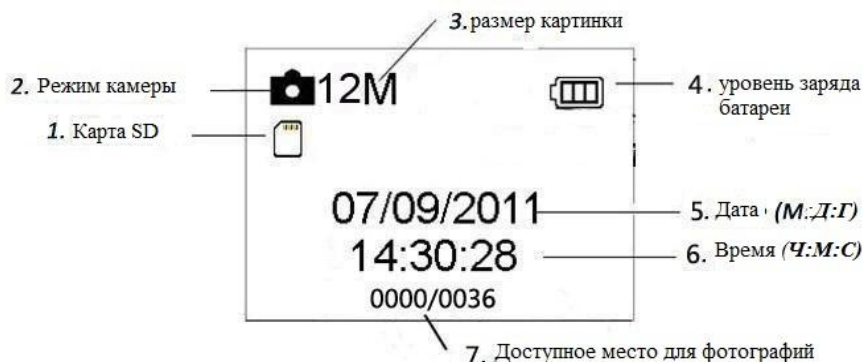 3. размер картинки
2. Режим камеры
12M
4. уровень заряда
батареи
1. Карта SD
07/09/2011
5. Дата (М:Д:Г)
14:30:28
6. Время (Ч:М:С)
0000/0036
7. Доступное место для фотографий